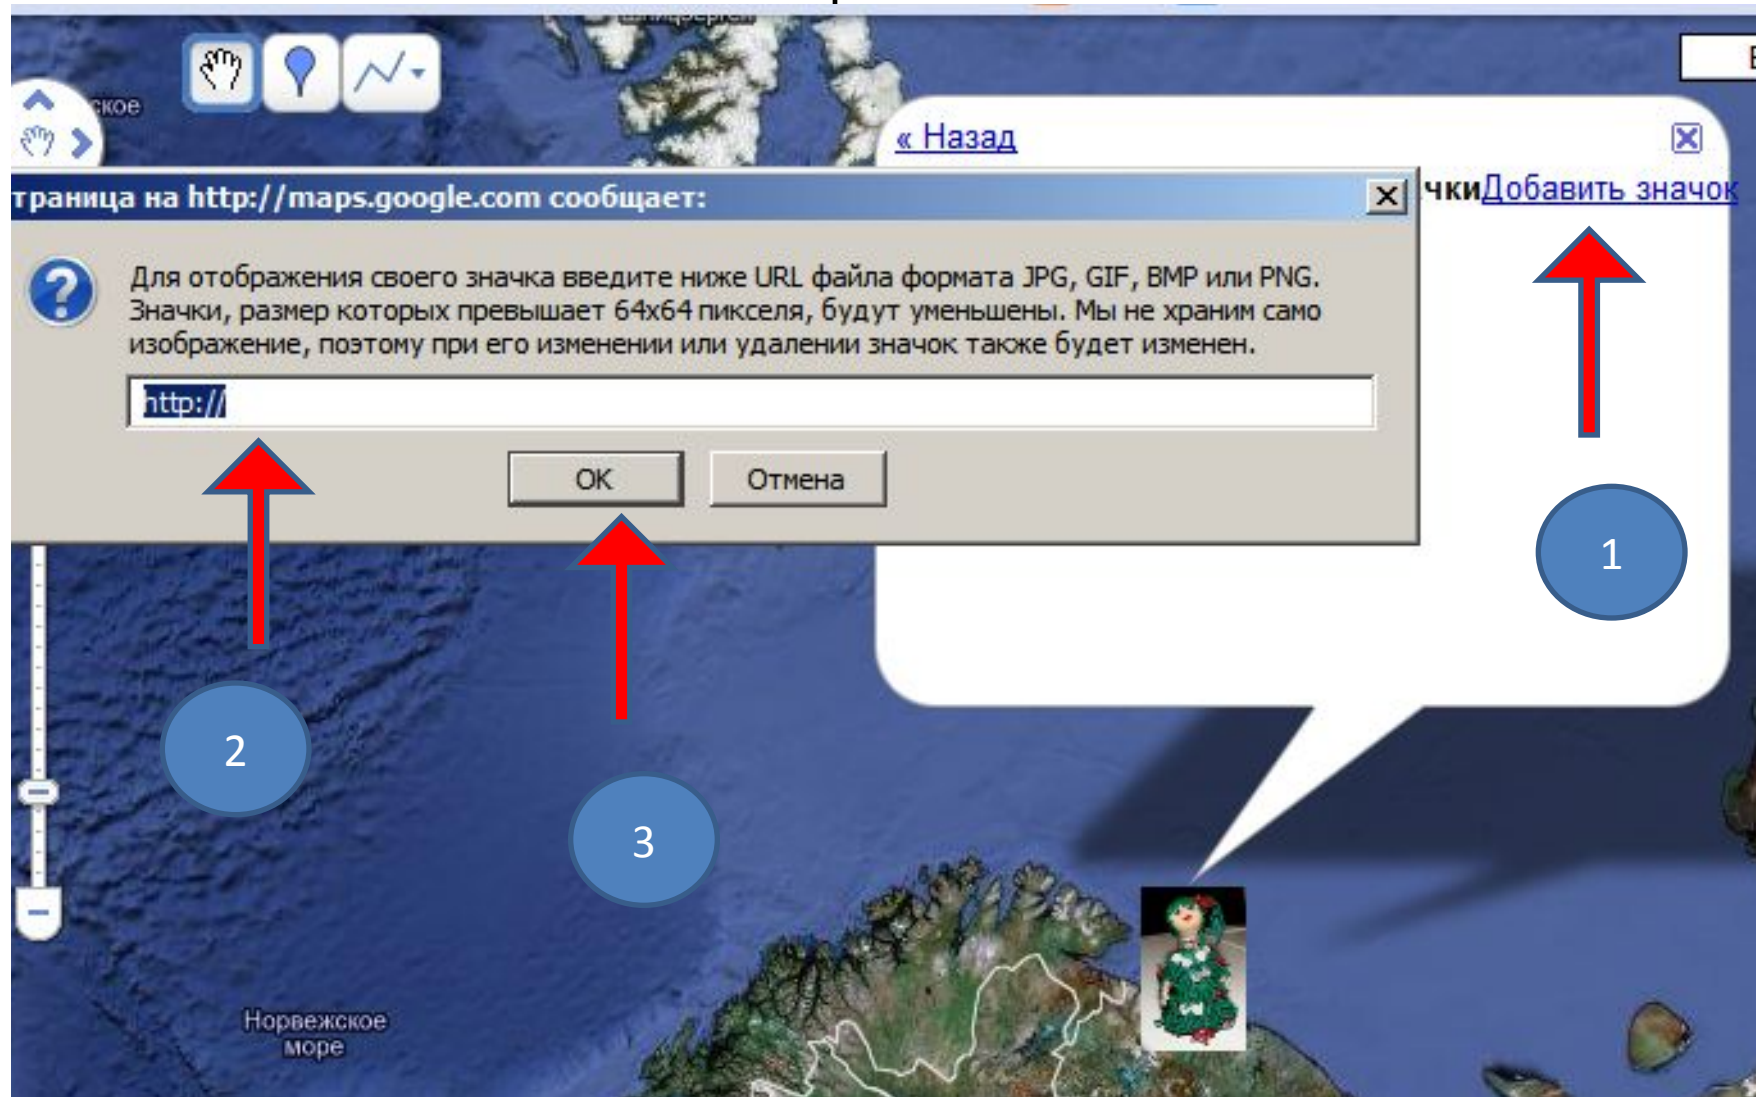 Шпицберген
ское
« Назад
чкиДобавить значок
траница на http://maps.google.com сообщает:
Для отображения своего значка введите ниже URL файла формата JPG, GIF, BMP или PNG.
Значки, размер которых превышает 64x64 пикселя, будут уменьшены. Мы не храним само
изображение, поэтому при его изменении или удалении значок также будет изменен.
http://
OK
Отмена
1
2
3
Норвежское
море